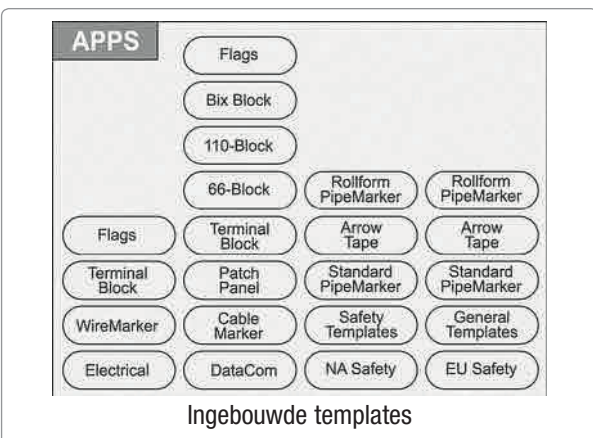 APPS
Flags
Bix Block
110-Block
66-Block
Rollform
PipeMarker
Rollform
PipeMarker
Flags
Terminal
Block
Arrow
Tape
Arrow
Tape
Terminal
Block
Patch
Panel
Standard
PipeMarker
Standard
PipeMarker
WireMarker
Cable
Marker
Safety
Templates
General
Templates
Electrical
DataCom
NA Safety
EU Safety
Ingebouwde templates